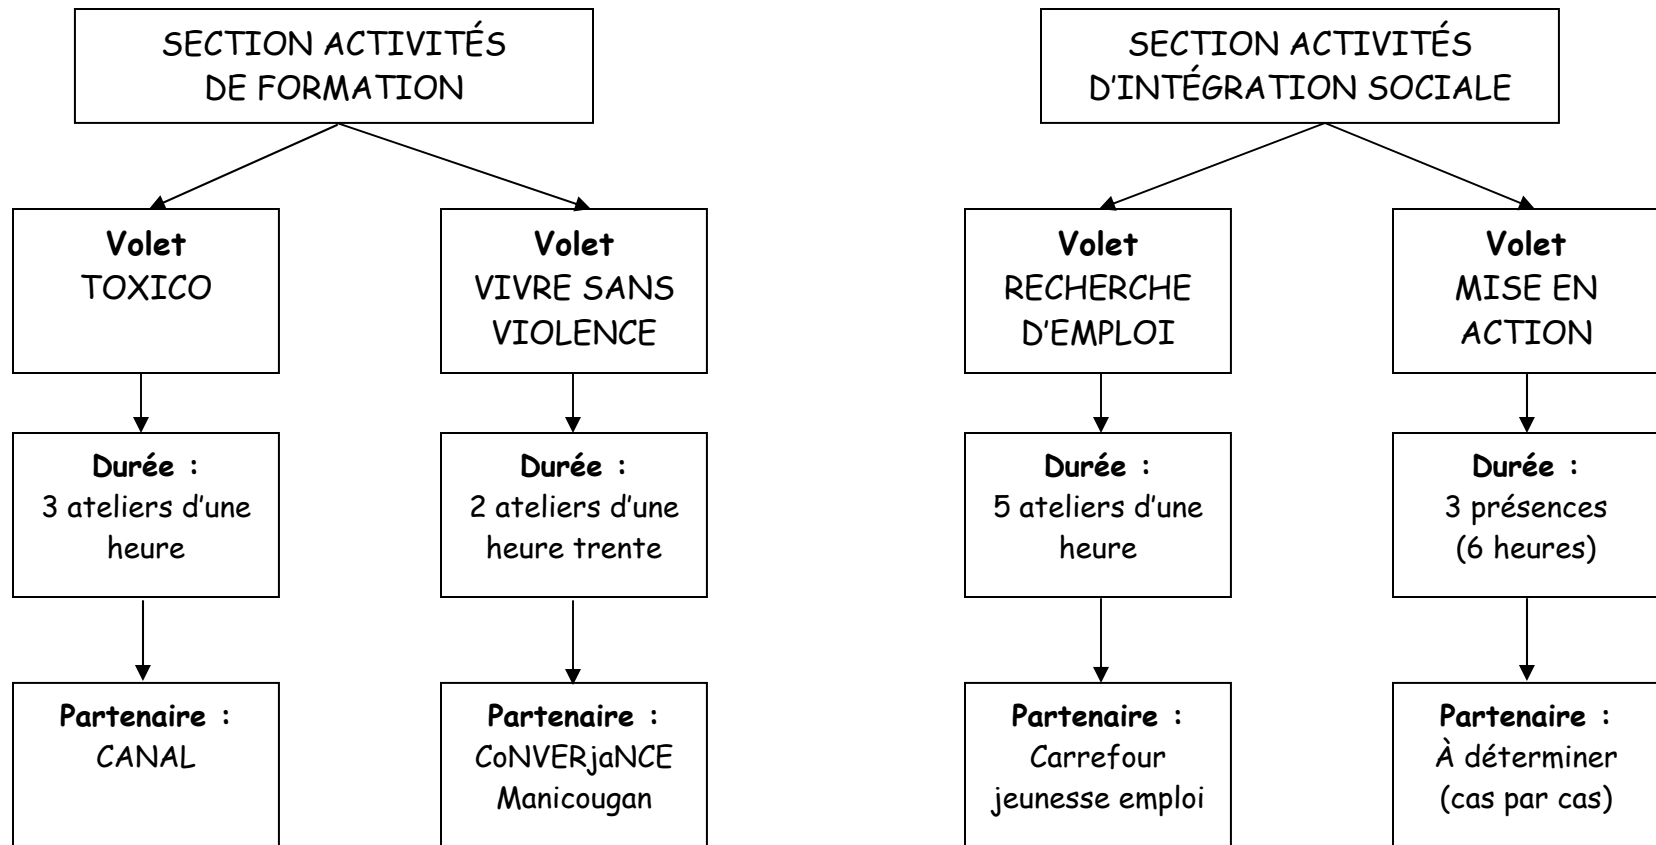 SECTION ACTIVITÉS
DE FORMATION
SECTION ACTIVITÉS
D'INTÉGRATION SOCIALE
Volet
TOXICO
Volet
VIVRE SANS
VIOLENCE
Volet
RECHERCHE
D'EMPLOI
Volet
MISE EN
ACTION
Durée :
3 ateliers d'une
heure
Durée :
2 ateliers d'une
heure trente
Durée :
5 ateliers d'une
heure
Durée :
3 présences
(6 heures)
Partenaire :
CANAL
Partenaire :
CoNVERjaNCE
Manicougan
Partenaire :
Carrefour
jeunesse emploi
Partenaire :
À déterminer
(cas par cas)